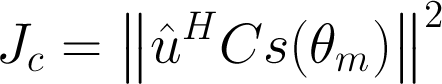 $J_c = \left\| \hat{u}^H C s(\theta_m) \right\|^2$